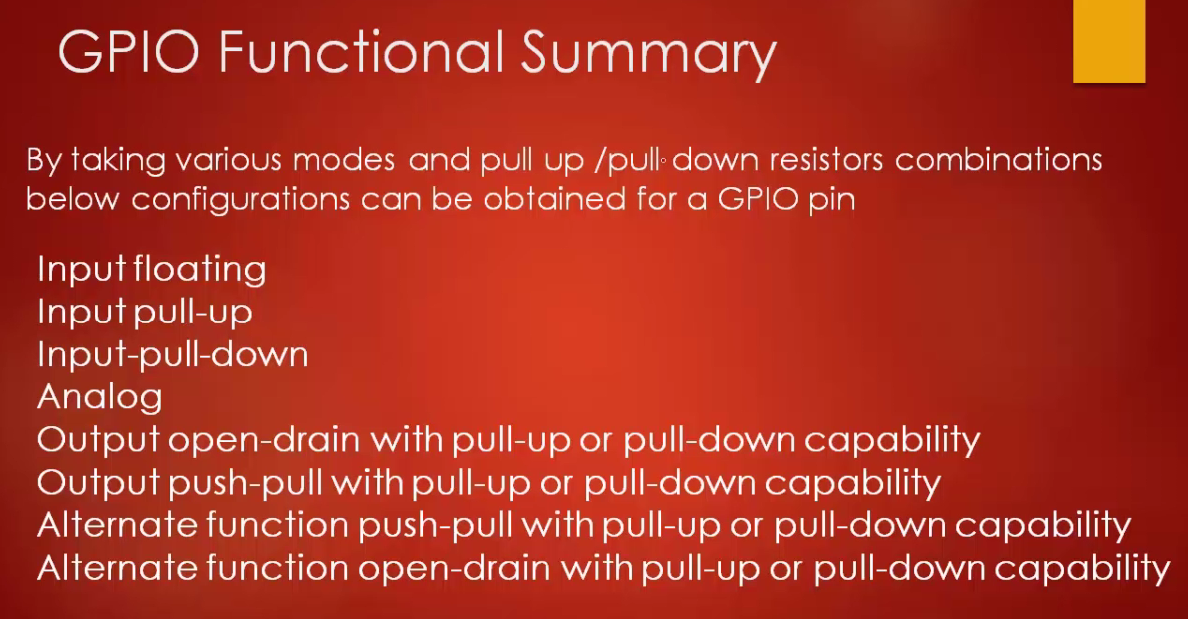 GPIO Functional Summary
By taking various modes and pull up /pull down resistors combinations
below configurations can be obtained for a GPIO pin
Input floating
Input pull-up
Input-pull-down
Analog
Output open-drain with pull-up or pull-down capability
Output push-pull with pull-up or pull-down capability
Alternate function push-pull with pull-up or pull-down capability
Alternate function open-drain with pull-up or pull-down capability